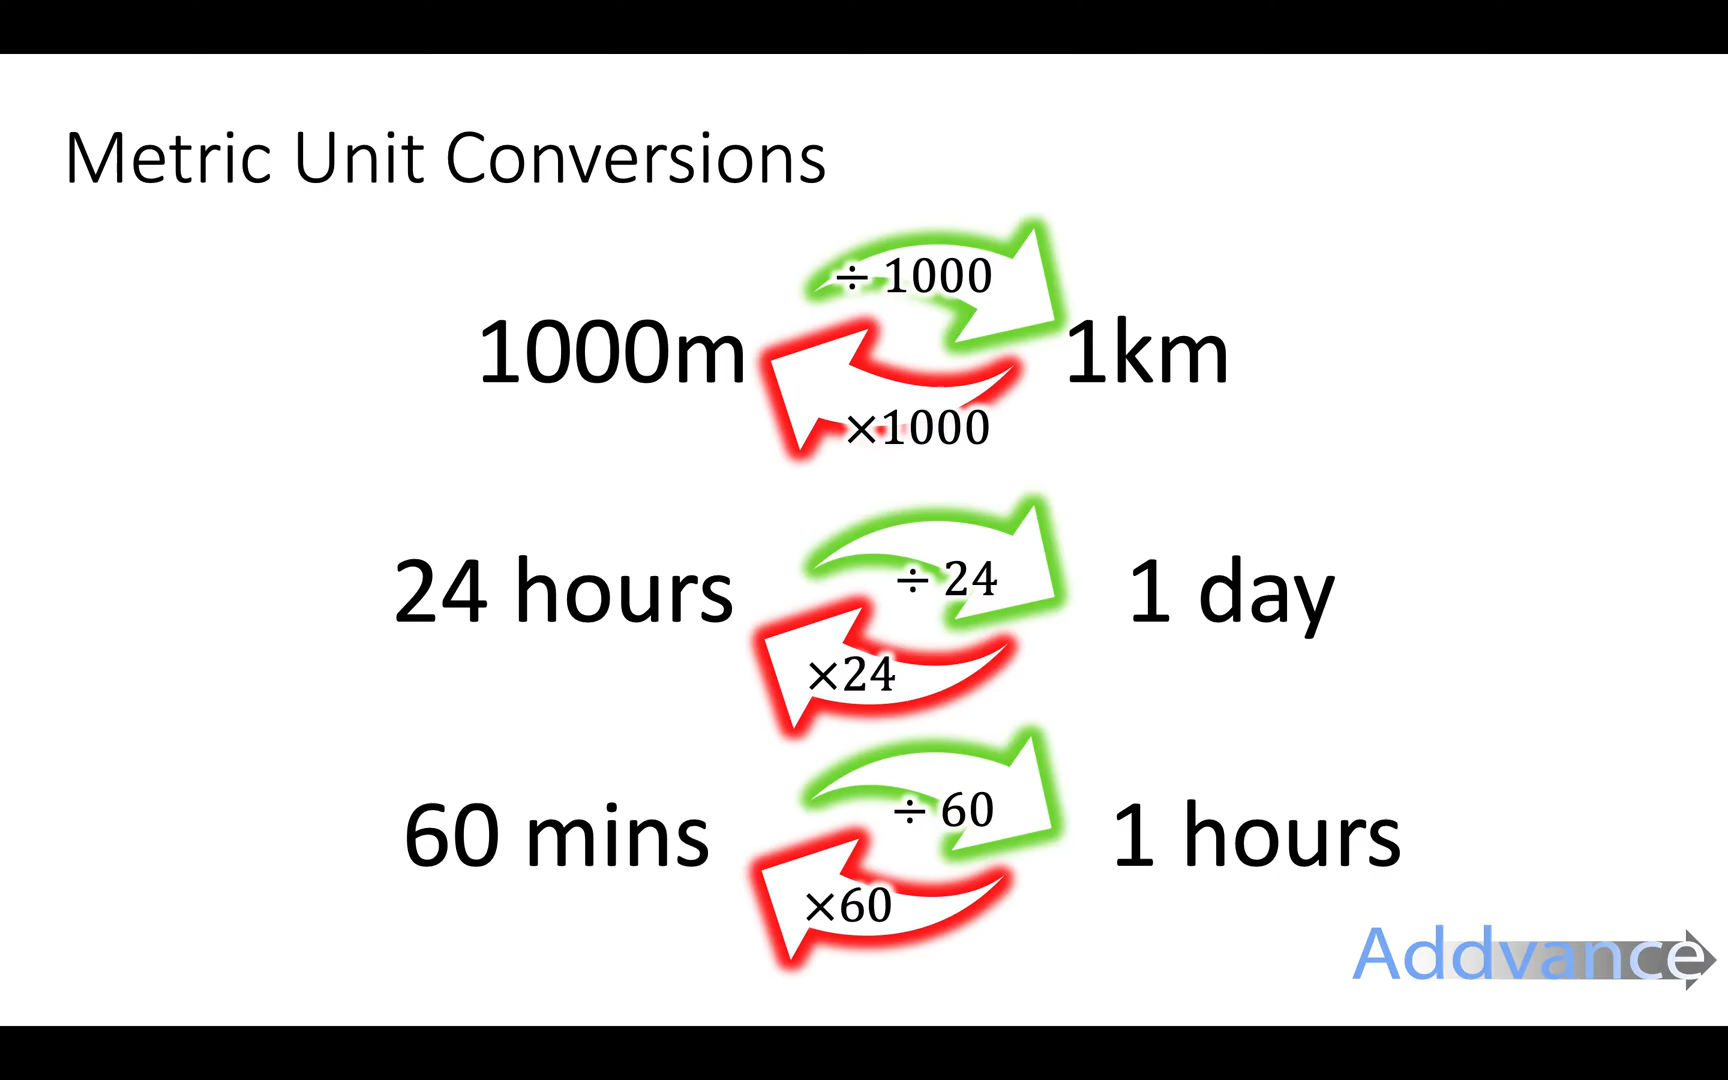 Metric Unit Conversions
÷ 1000
1000m 1km
×1000
÷ 24
24 hours 1 day
×24
÷ 60
60 mins 1 hours
×60
Addvance